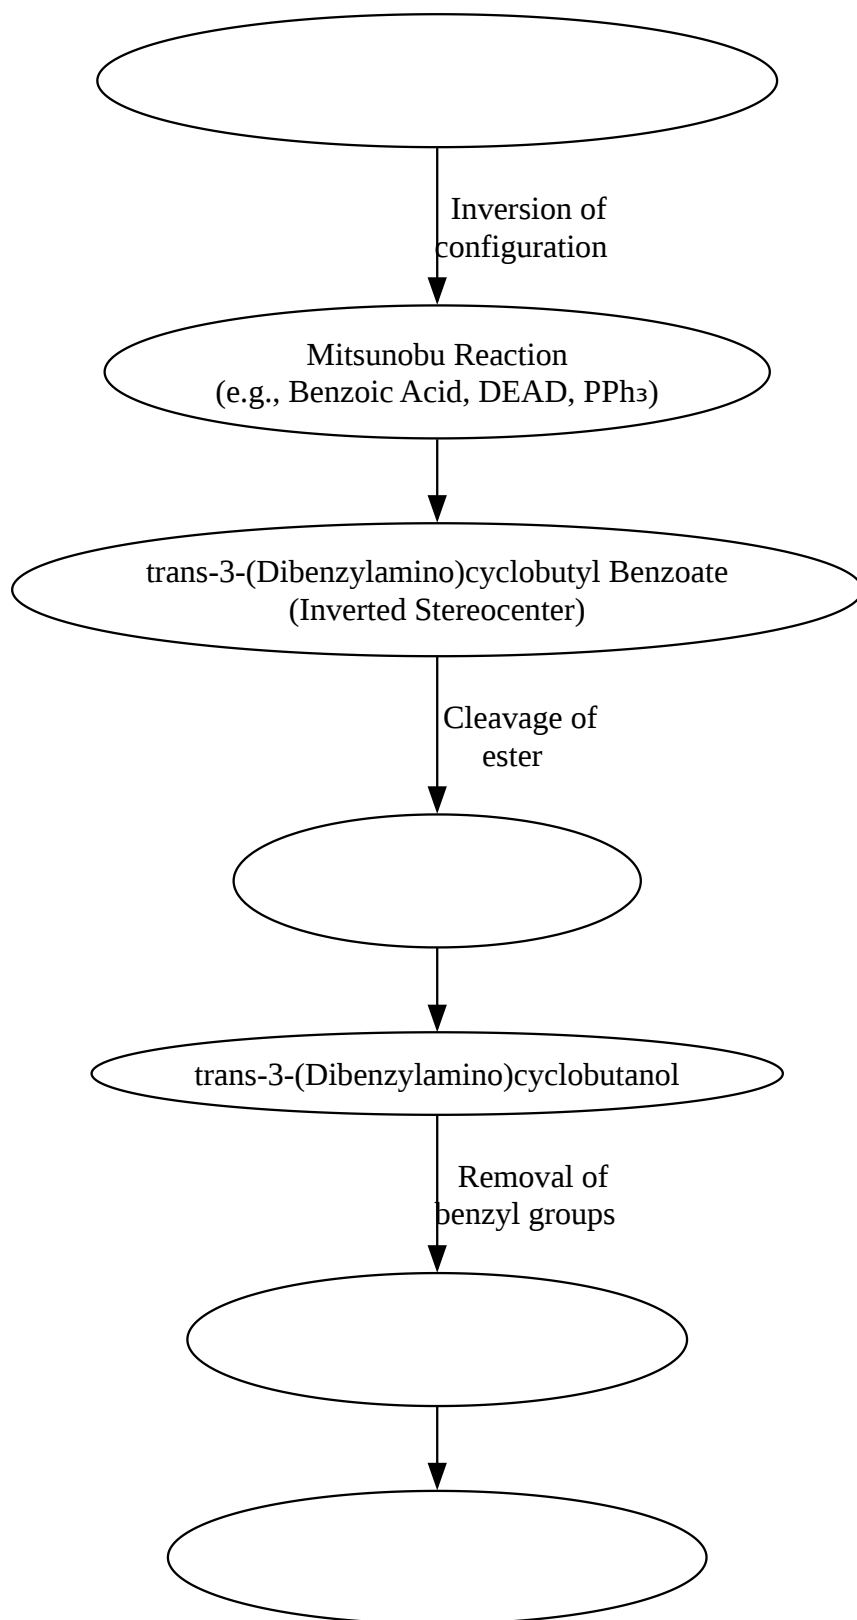 Inversion of
configuration
Mitsunobu Reaction
(e.g., Benzoic Acid, DEAD, PPh₃)
trans-3-(Dibenzylamino)cyclobutyl Benzoate
(Inverted Stereocenter)
Cleavage of
ester
trans-3-(Dibenzylamino)cyclobutanol
Removal of
benzyl groups